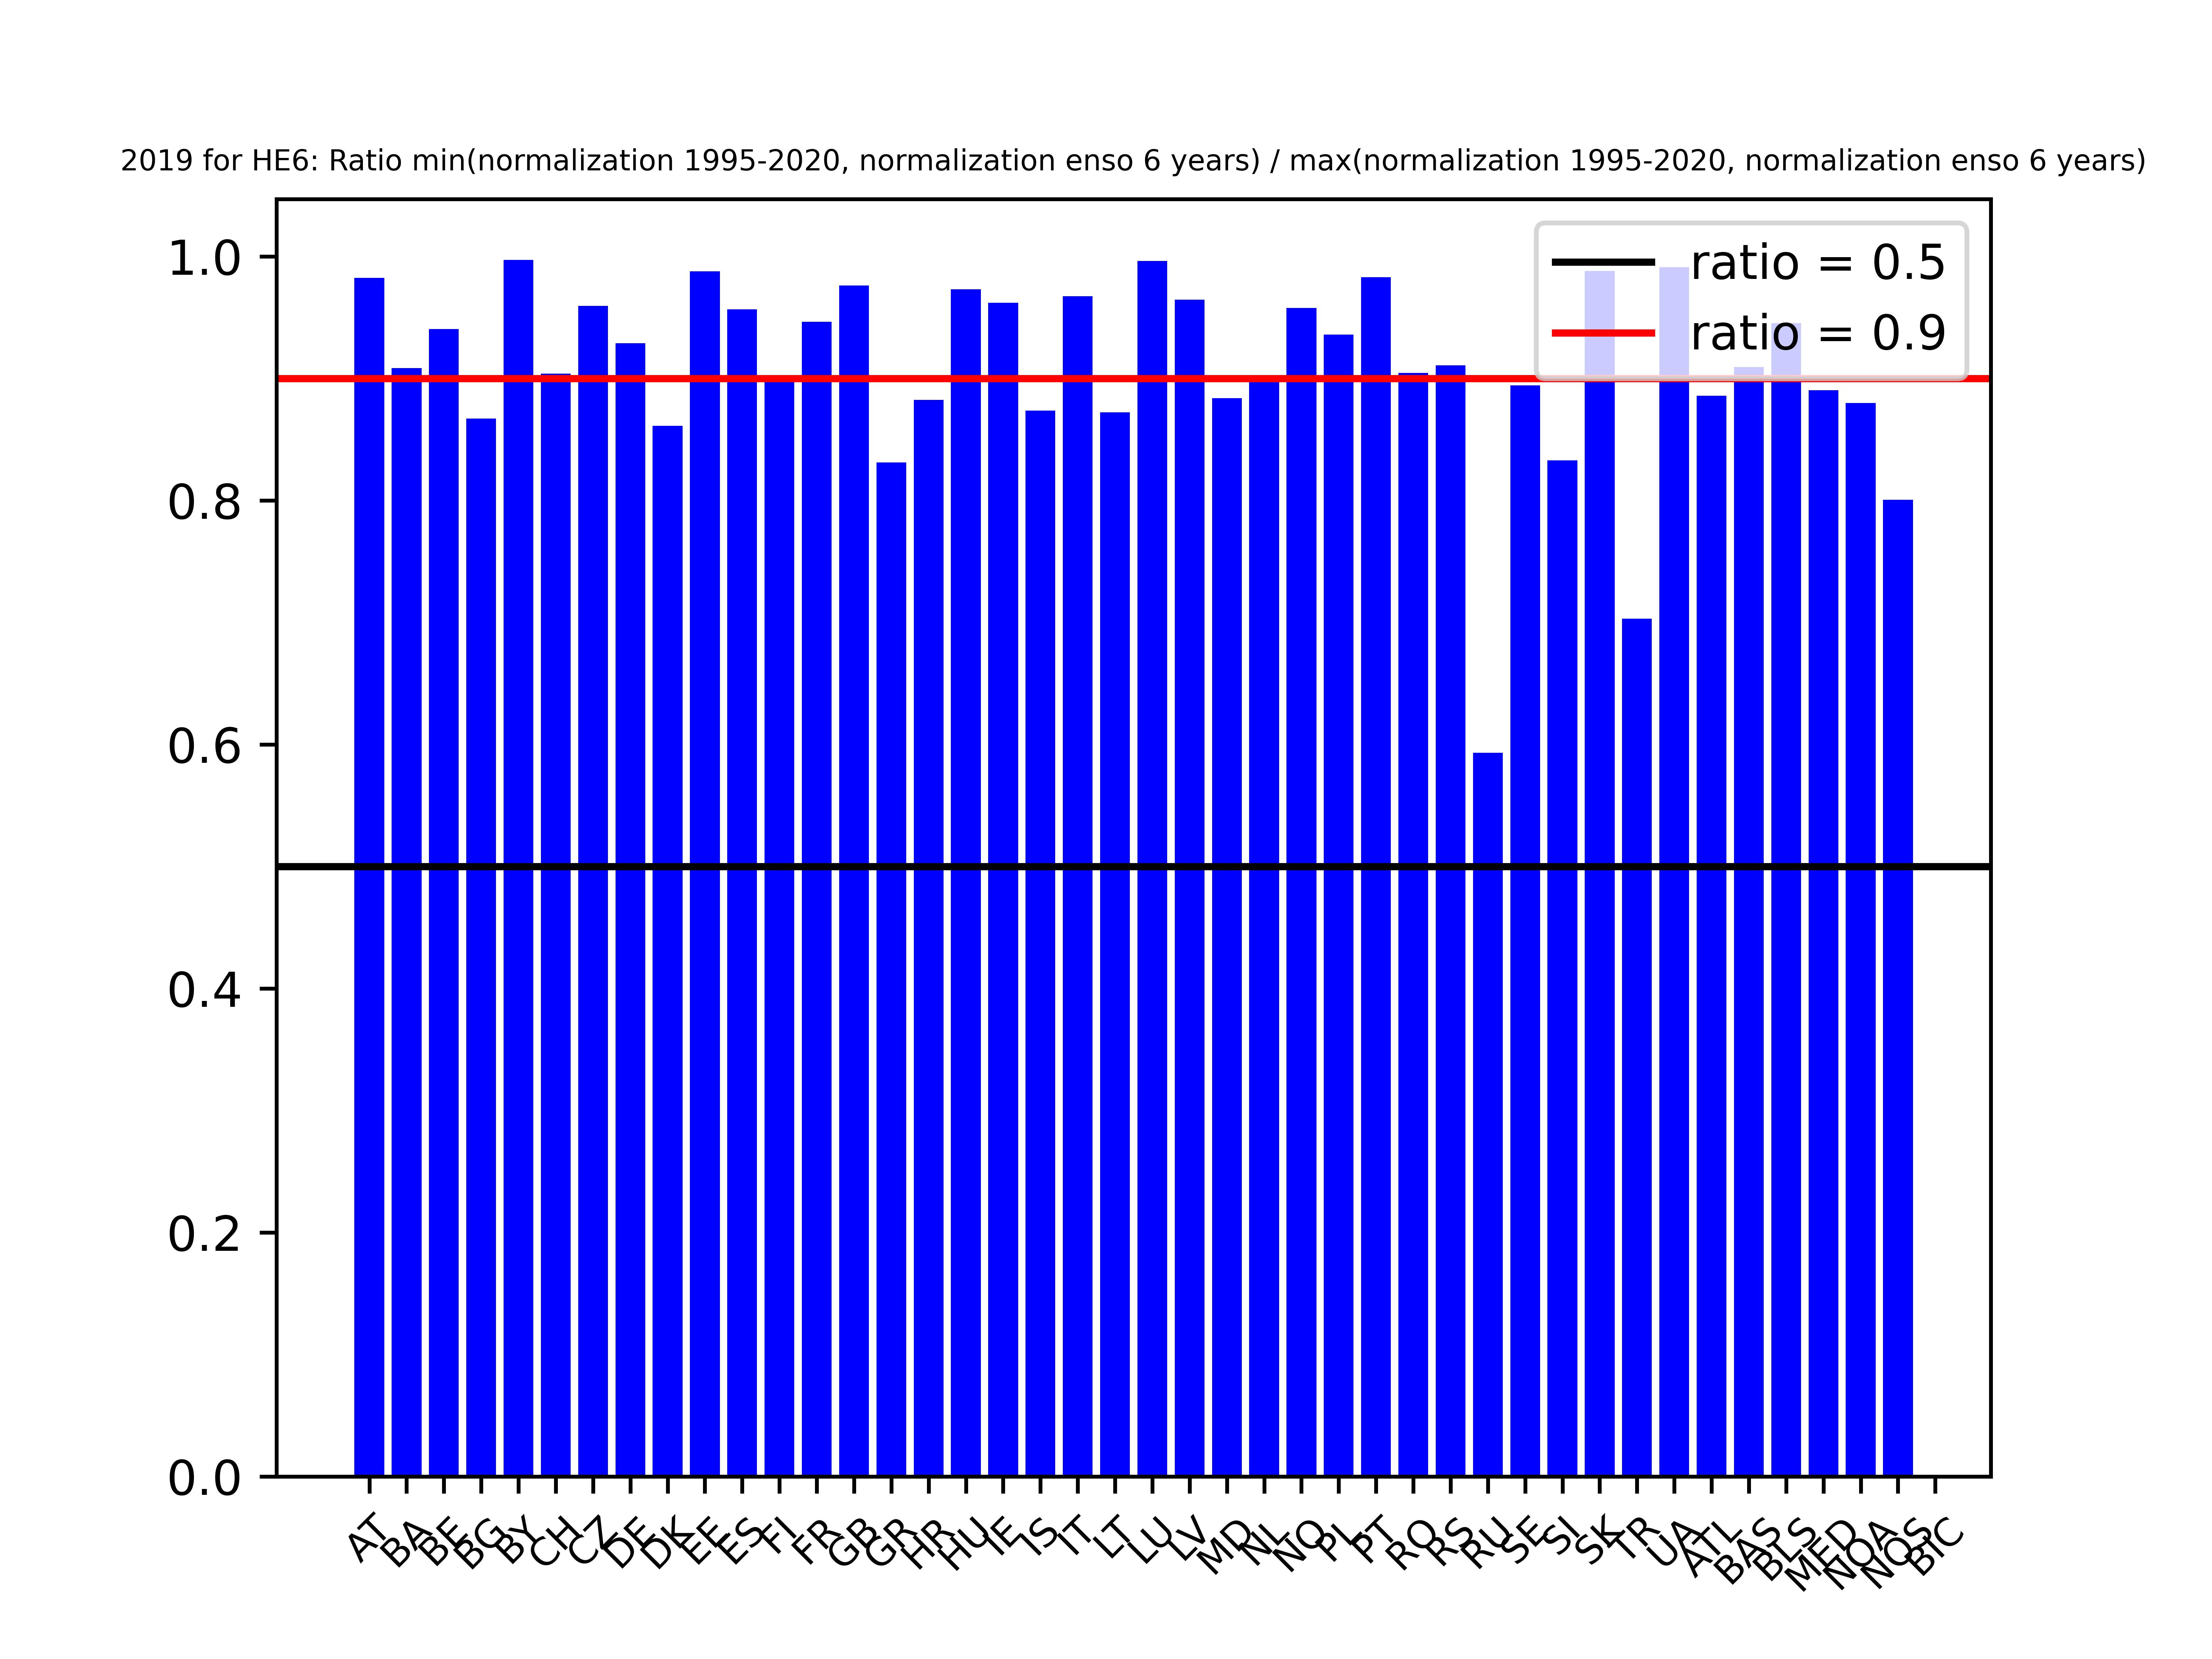 2019 for HE6: Ratio min(normalization 1995-2020, normalization enso 6 years) / max(normalization 1995-2020, normalization enso 6 years)
ratio = 0.5
ratio = 0.9
1.0
0.8
0.6
0.4
0.2
0.0
AT BA BE BG BY CH CZ DE DK EE ES FI FR GB GR HR HU IE IS IT LT LU LV MD NL NO PL PT RO RS RU SE SI SK TR UA ATL BAS BLS MED NOA NOS BIC